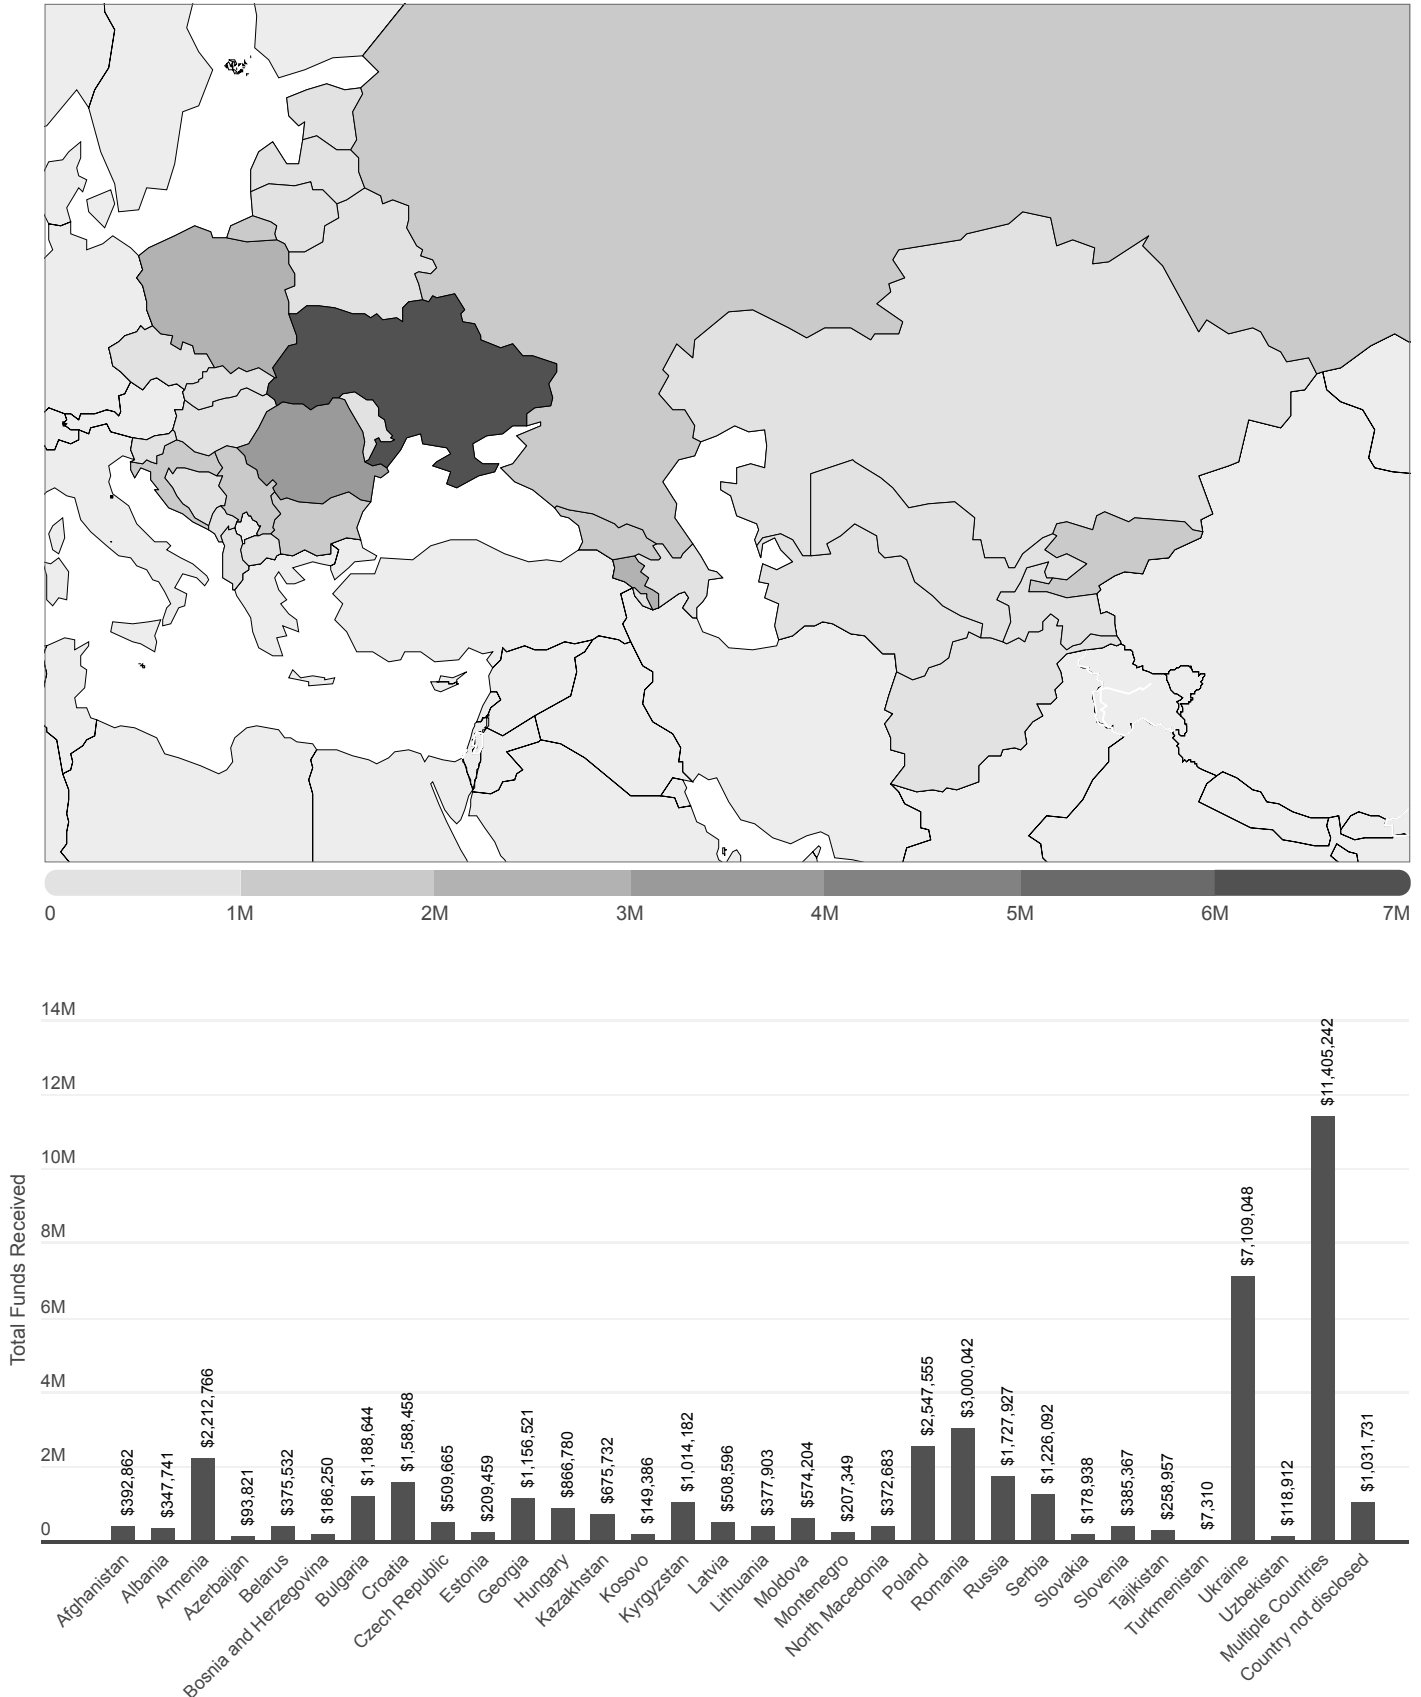 0
1M
2M
3M
4M
5M
6M
7M
Total Funds Received
14M
12M
10M
8M
6M
4M
2M
0
$392,862
$347,741
$2,212,766
$93,821
$375,532
$186,250
$1,188,644
$1,588,458
$509,665
$209,459
$1,156,521
$866,780
$675,732
$149,386
$1,014,182
$508,596
$377,903
$574,204
$207,349
$372,683
$2,547,555
$3,000,042
$1,727,927
$1,226,092
$178,938
$385,367
$258,957
$7,310
$7,109,048
$118,912
$11,405,242
$1,031,731
Afghanistan
Albania
Armenia
Azerbaijan
Belarus
Bosnia and Herzegovina
Bulgaria
Croatia
Czech Republic
Estonia
Georgia
Hungary
Kazakhstan
Kosovo
Kyrgyzstan
Latvia
Lithuania
Moldova
Montenegro
North Macedonia
Poland
Romania
Russia
Serbia
Slovakia
Slovenia
Tajikistan
Turkmenistan
Ukraine
Uzbekistan
Multiple Countries
Country not disclosed